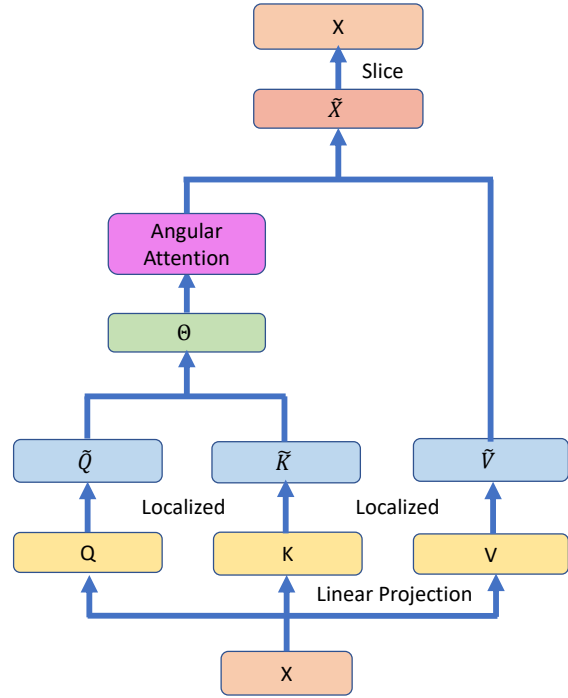 X
Slice
X̃
Angular
Attention
Θ
Q̃
K̃
Ṽ
Localized
Localized
Q
K
V
Linear Projection
X